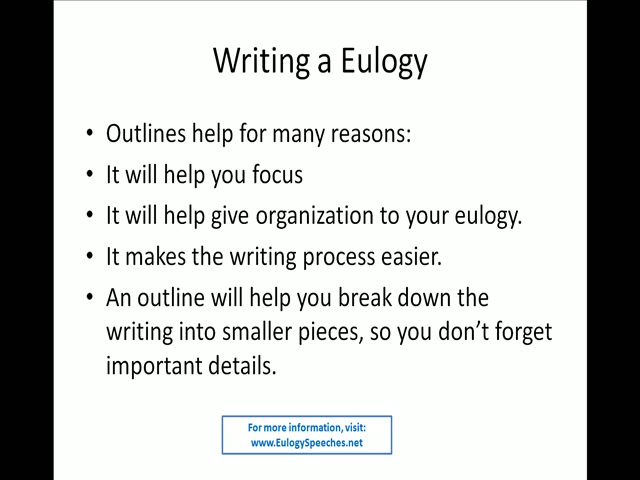 Writing a Eulogy
• Outlines help for many reasons:
• It will help you focus
• It will help give organization to your eulogy.
• It makes the writing process easier.
• An outline will help you break down the
writing into smaller pieces, so you don't forget
important details.
For more information, visit:
www.EulogySpeeches.net